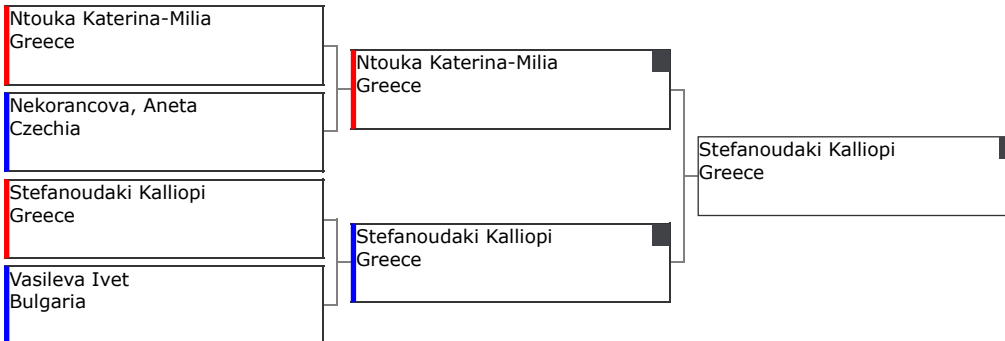 Ntouka Katerina-Milia
Greece
Nekorancova, Aneta
Czechia
Stefanoudaki Kalliopi
Greece
Vasileva Ivet
Bulgaria
Ntouka Katerina-Milia
Greece
Stefanoudaki Kalliopi
Greece
Stefanoudaki Kalliopi
Greece